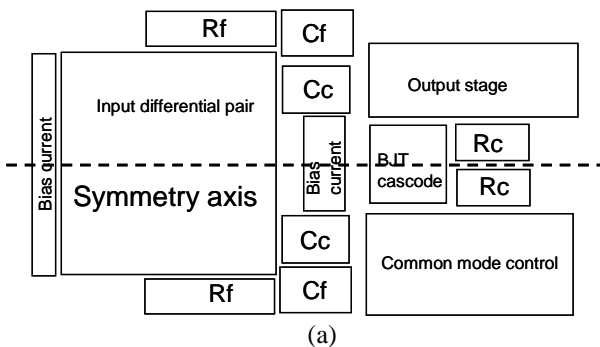 Rf
Cf
Bias qurrent
Input differential pair
Cc
Output stage
Bias
current
BJT
cascode
Rc
Rc
Symmetry axis
Cc
Common mode control
Rf
Cf
(a)